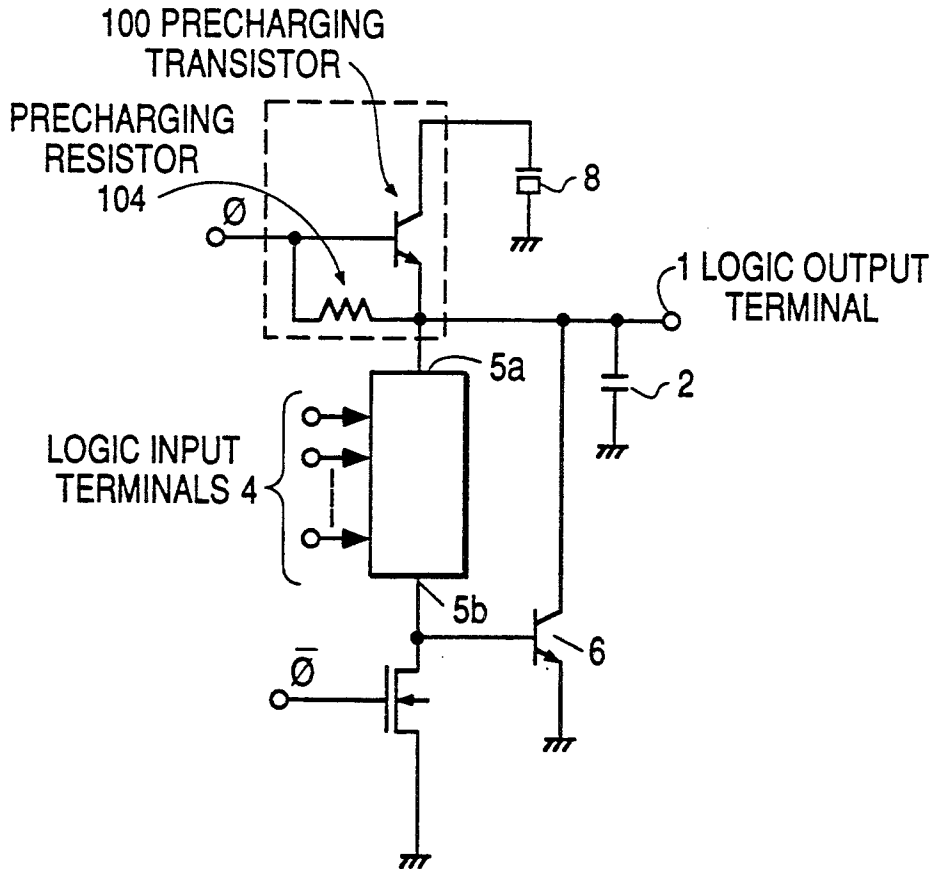 100 PRECHARGING
TRANSISTOR
PRECHARGING
RESISTOR
104
Ø
8
1 LOGIC OUTPUT
TERMINAL
5a
2
LOGIC INPUT
TERMINALS 4
5b
6
Ø̅